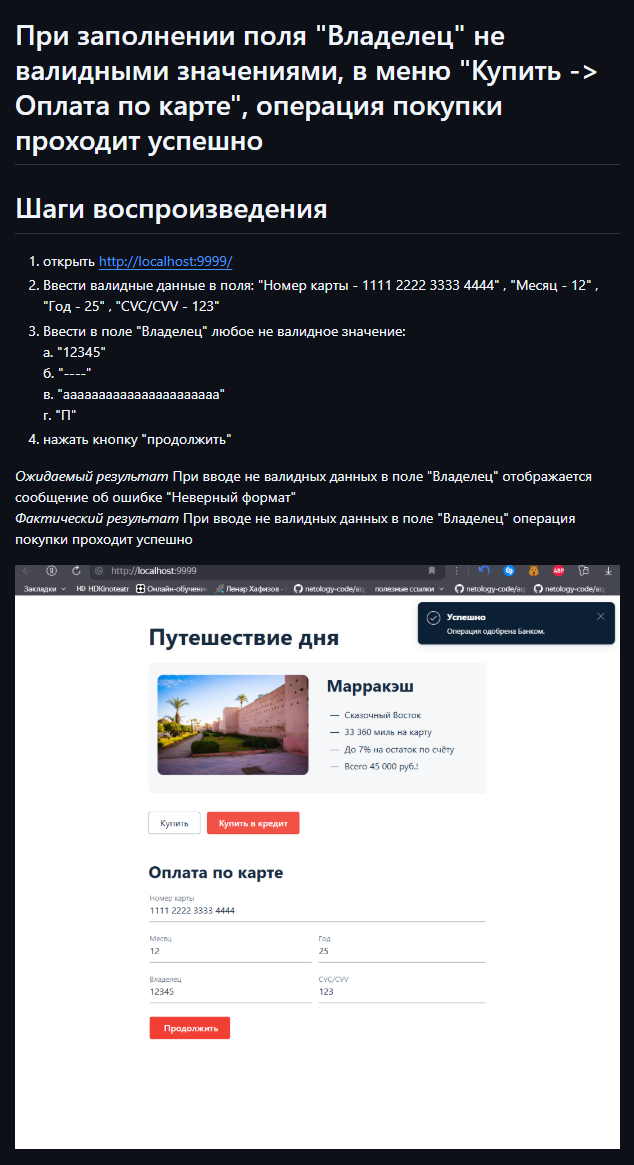 При заполнении поля "Владелец" не
валидными значениями, в меню "Купить ->
Оплата по карте", операция покупки
проходит успешно
Шаги воспроизведения
1. открыть http://localhost:9999/
2. Ввести валидные данные в поля: "Номер карты - 1111 2222 3333 4444" , "Месяц - 12" ,
"Год - 25" , "CVC/CVV - 123"
3. Ввести в поле "Владелец" любое не валидное значение:
а. "12345"
б. "----"
в. "аааааааааааааааааааааа"
г. "П"
4. нажать кнопку "продолжить"
Ожидаемый результат При вводе не валидных данных в поле "Владелец" отображается
сообщение об ошибке "Неверный формат"
Фактический результат При вводе не валидных данных в поле "Владелец" операция
покупки проходит успешно
http://localhost:9999
ABP
Закладки HD HDKinoteatr Онлайн-обучени Ленар Хафизов - netology-code/aq полезные ссылки netology-code/aq netology-code/aq
Успешно
Операция одобрена Банком.
Путешествие дня
Марракэш
— Сказочный Восток
— 33 360 миль на карту
— До 7% на остаток по счёту
— Всего 45 000 руб.!
Купить Купить в кредит
Оплата по карте
Номер карты
1111 2222 3333 4444
Месяц Год
12 25
Владелец CVC/CVV
12345 123
Продолжить